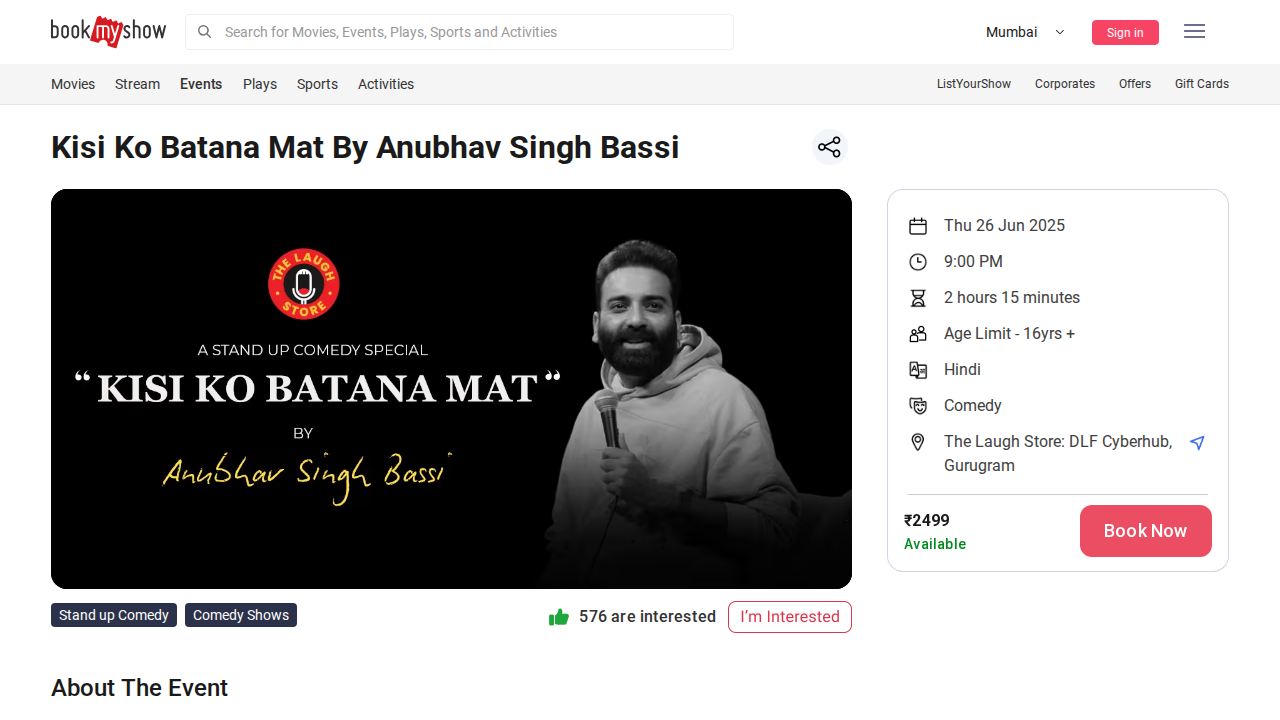 bookmyshow
Search for Movies, Events, Plays, Sports and Activities
Mumbai
Sign in
Movies
Stream
Events
Plays
Sports
Activities
ListYourShow
Corporates
Offers
Gift Cards
Kisi Ko Batana Mat By Anubhav Singh Bassi
THE LAUGH STORE
A STAND UP COMEDY SPECIAL
“KISI KO BATANA MAT”
BY
Anubhav Singh Bassi
Thu 26 Jun 2025
9:00 PM
2 hours 15 minutes
Age Limit - 16yrs +
Hindi
Comedy
The Laugh Store: DLF Cyberhub,
Gurugram
₹2499
Available
Book Now
Stand up Comedy
Comedy Shows
576 are interested
I’m Interested
About The Event